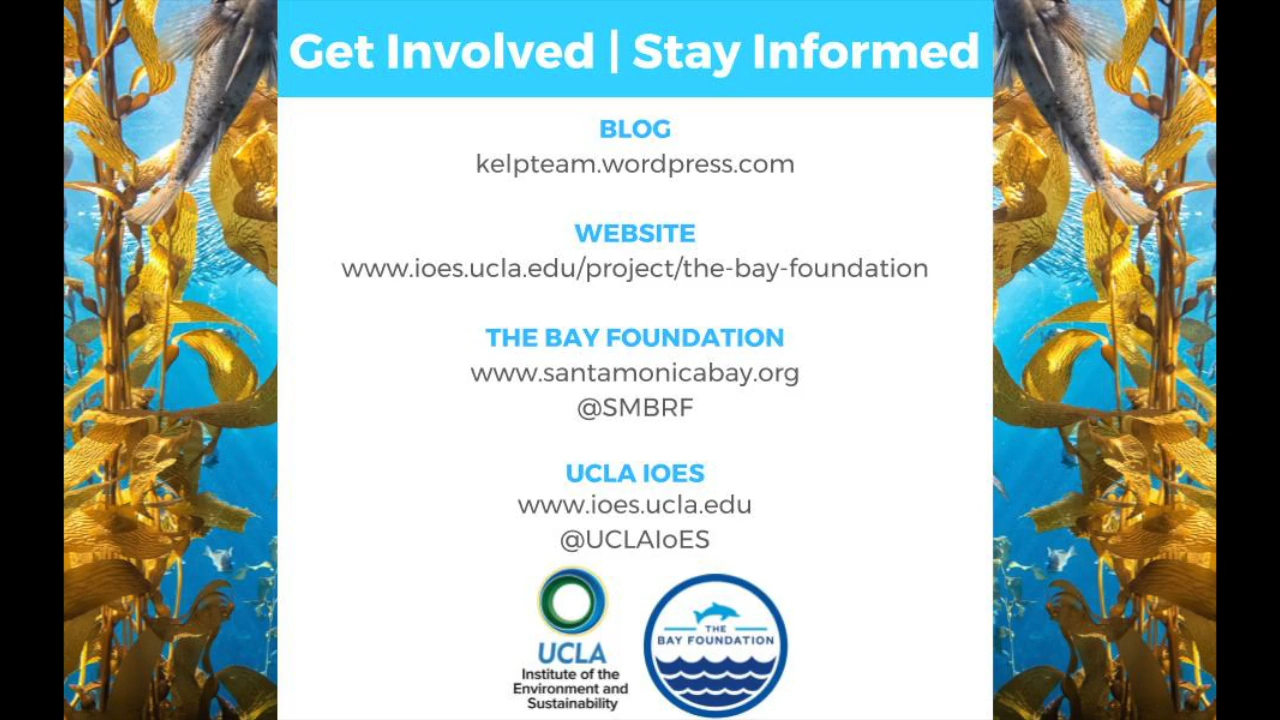 Get Involved | Stay Informed
BLOG
kelpteam.wordpress.com
WEBSITE
www.ioes.ucla.edu/project/the-bay-foundation
THE BAY FOUNDATION
www.santamonicabay.org
@SMBRF
UCLA IOES
www.ioes.ucla.edu
@UCLAIoES
UCLA
Institute of the
Environment and
Sustainability
THE
BAY FOUNDATION